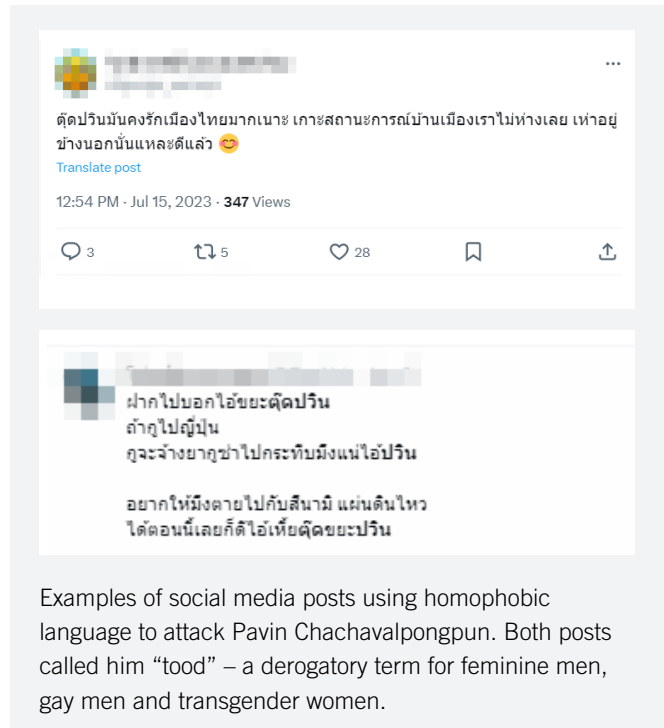 ตุ๊ดปวินมันคงรักเมืองไทยมากเนาะ เกาะสถานะการณ์บ้านเมืองเราไม่ห่างเลย เห่าอยู่
ข้างนอกนั่นแหละดีแล้ว 😊
Translate post
12:54 PM · Jul 15, 2023 · 347 Views
3 5 28
ฝากไปบอกไอ้ขยะตุ๊ดปวิน
ถ้ากูไปญี่ปุ่น
กูจะจ้างยากูซ่าไปกระทืบมึงแน่ไอ้ปวิน
อยากให้มึงตายไปกับสึนามิ แผ่นดินไหว
ได้ตอนนี้เลยก็ดีไอ้เหี้ยตุ๊ดขยะปวิน
Examples of social media posts using homophobic
language to attack Pavin Chachavalpongpun. Both posts
called him “tood” – a derogatory term for feminine men,
gay men and transgender women.